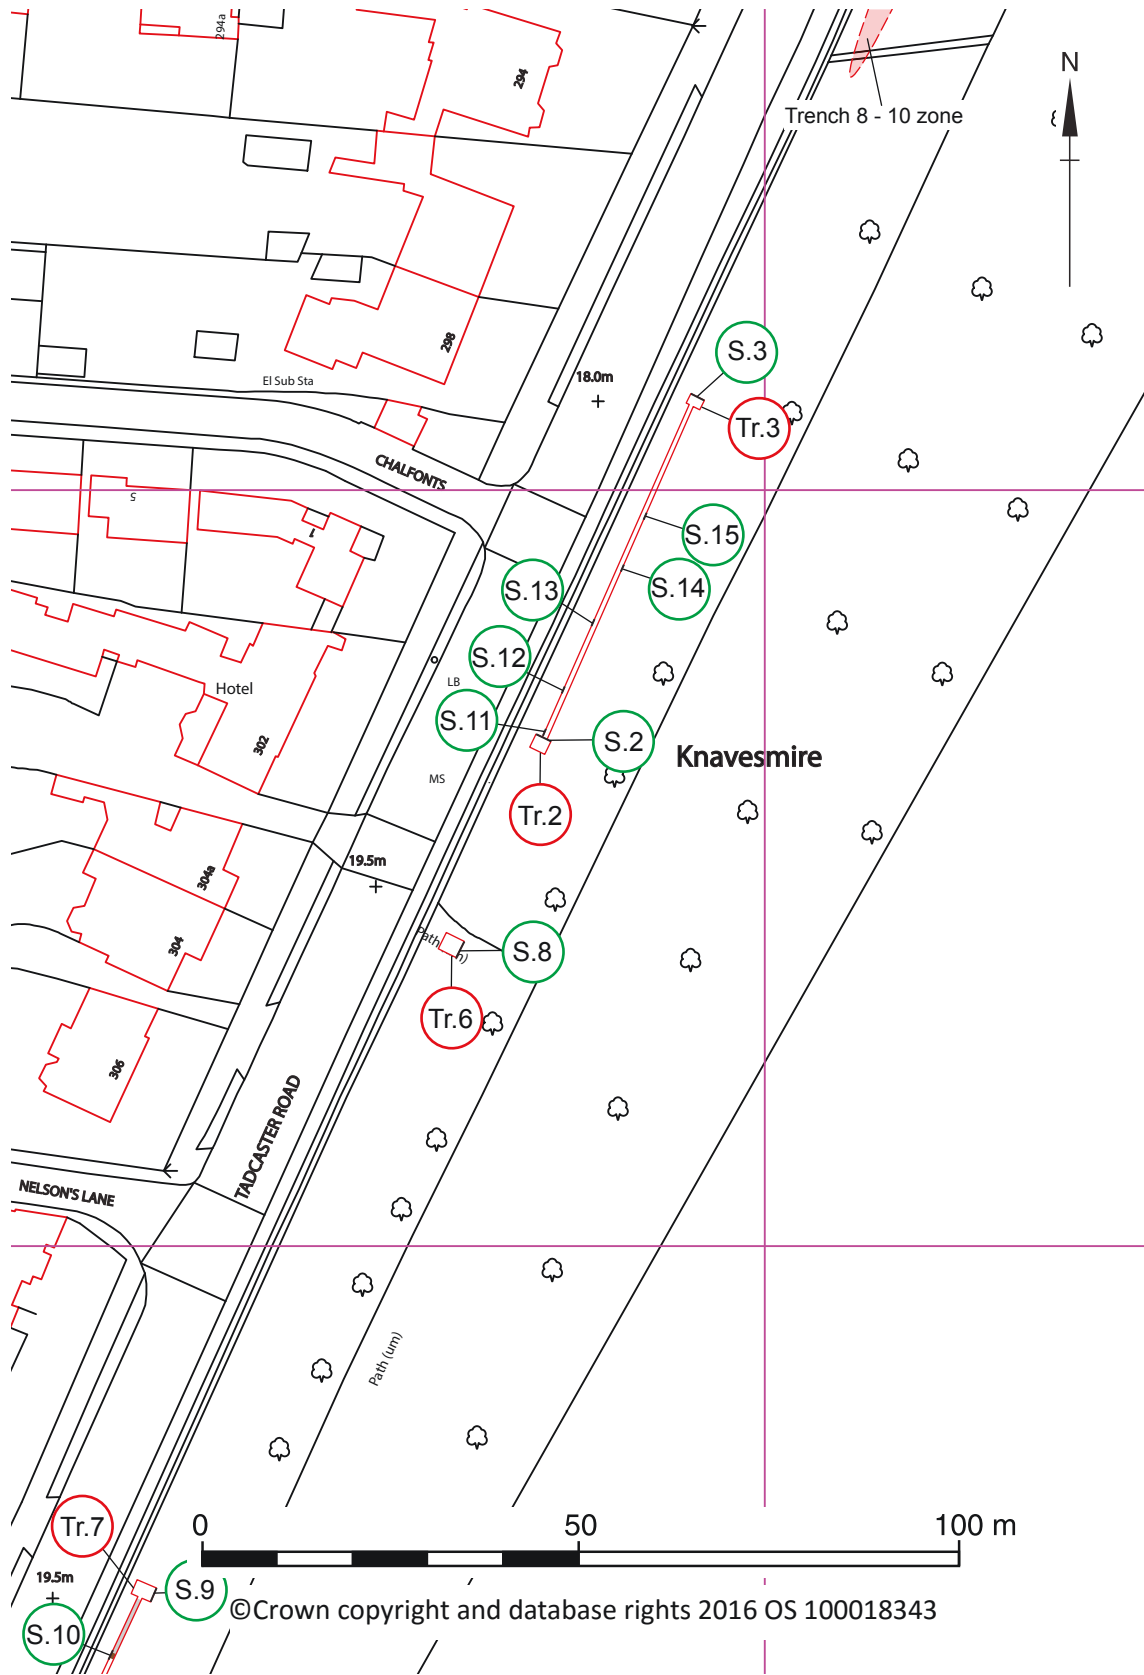 294a
294
N
Trench 8 - 10 zone
298
S.3
El Sub Sta
18.0m
Tr.3
CHALFONTS
S
1
S.15
S.13
S.14
S.12
LB
Hotel
S.11
302
S.2
Knavesmire
MS
Tr.2
19.5m
304a
304
Path
S.8
Tr.6
306
TADCASTER ROAD
NELSON'S LANE
Path (um)
0 50 100 m
Tr.7
19.5m
S.9
©Crown copyright and database rights 2016 OS 100018343
S.10